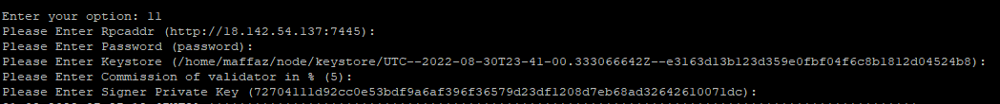 Enter your option: 11
Please Enter Rpcaddr (http://18.142.54.137:7445):
Please Enter Password (password):
Please Enter Keystore (/home/maffaz/node/keystore/UTC--2022-08-30T23-41-00.333066642Z--e3163d13b123d359e0fbf04f6c8b1812d04524b8):
Please Enter Commission of validator in % (5):
Please Enter Signer Private Key (72704111d92cc0e53bdf9a6af396f36579d23df1208d7eb68ad32642610071dc):